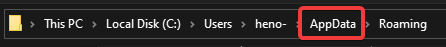 This PC > Local Disk (C:) > Users > heno- > AppData > Roaming